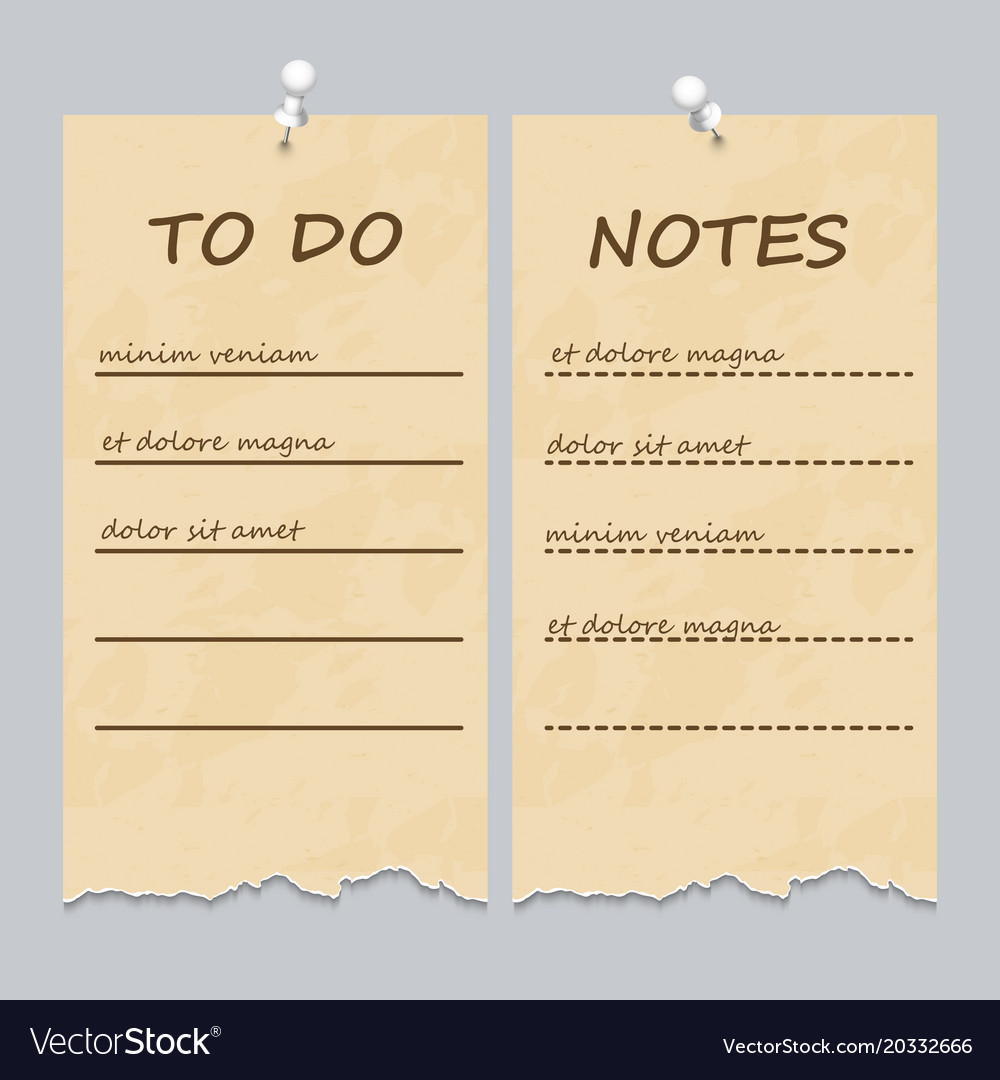 TO DO
minim veniam
et dolore magna
dolor sit amet
NOTES
et dolore magna
dolor sit amet
minim veniam
et dolore magna
VectorStock®
VectorStock.com/20332666